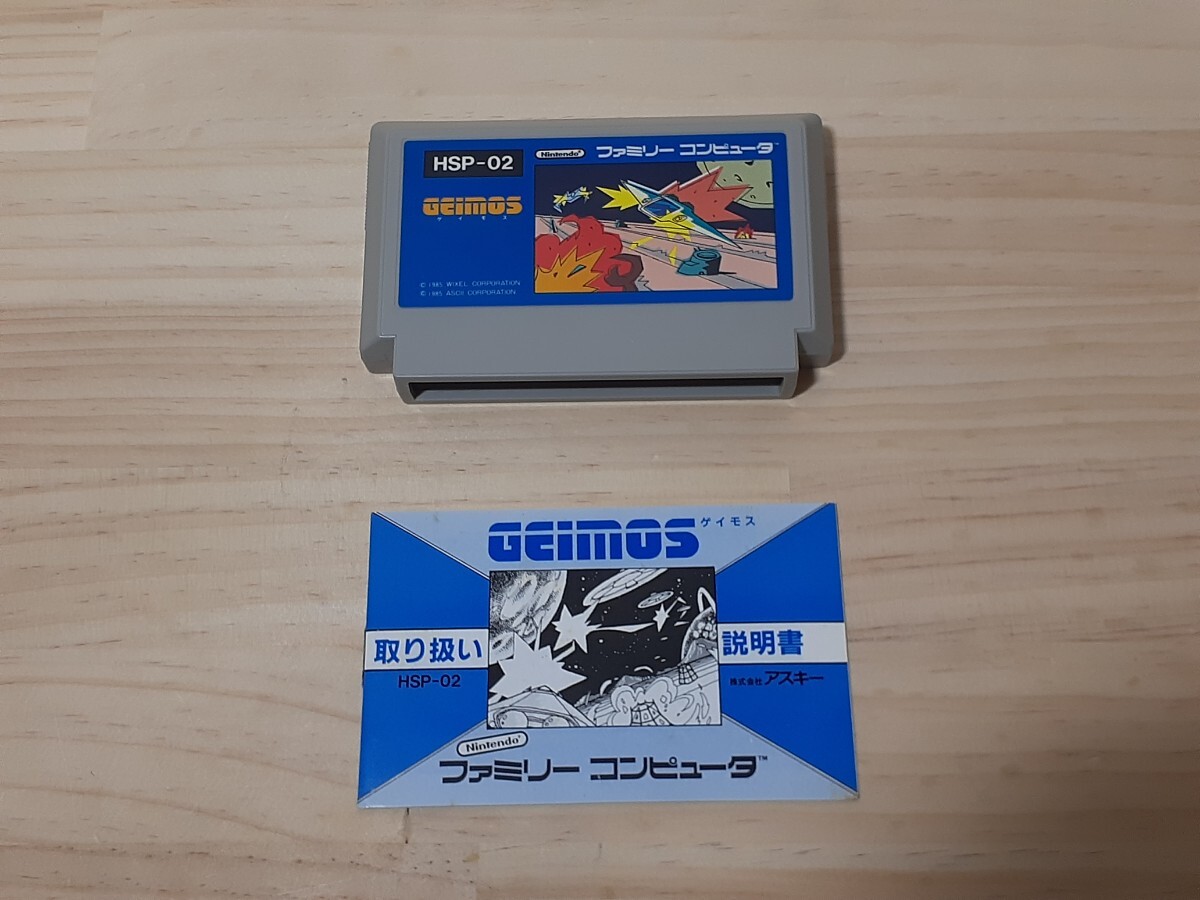 HSP-02
Nintendo®
ファミリー コンピュータ™
GEIMOS
ゲイモス
© 1985 WIXEL CORPORATION
© 1985 ASCII CORPORATION
GEIMOS
ゲイモス
取り扱い
説明書
HSP-02
株式会社アスキー
Nintendo®
ファミリー コンピュータ™